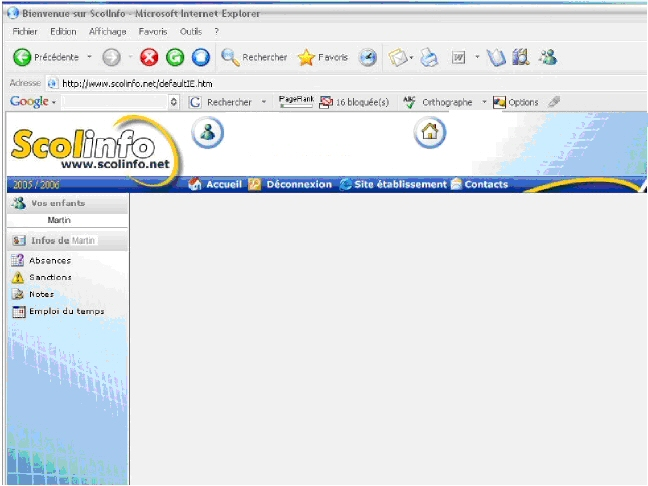 Bienvenue sur ScolInfo - Microsoft Internet Explorer
Fichier Edition Affichage Favoris Outils ?
Précédente Rechercher Favoris W
Adresse http://www.scolinfo.net/defaultIE.htm
Google G Rechercher PageRank 16 bloquée(s) ABC Orthographe Options
Scolinfo
www.scolinfo.net
2005 / 2006 Accueil Déconnexion Site établissement Contacts
Vos enfants
Martin
Infos de Martin
Absences
Sanctions
Notes
Emploi du temps